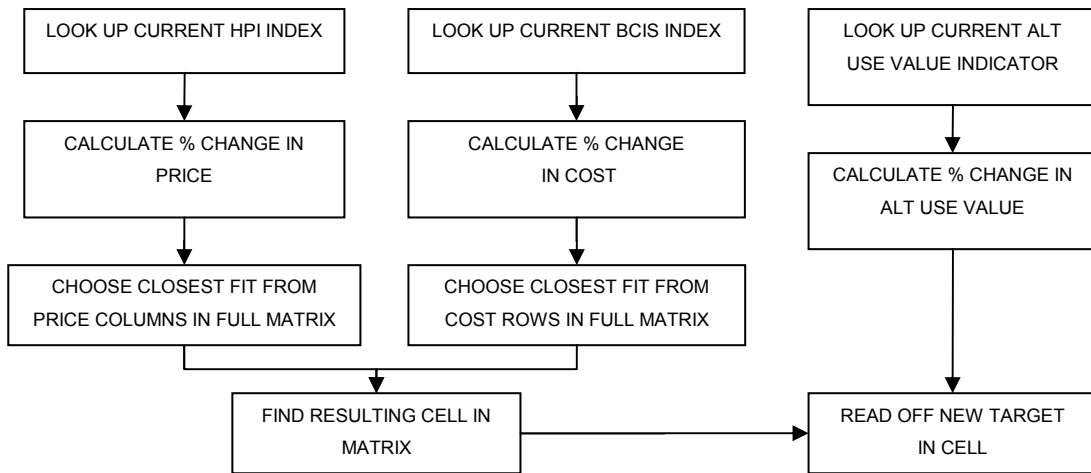 LOOK UP CURRENT HPI INDEX
LOOK UP CURRENT BCIS INDEX
LOOK UP CURRENT ALT
USE VALUE INDICATOR
CALCULATE % CHANGE IN
PRICE
CALCULATE % CHANGE
IN COST
CALCULATE % CHANGE IN
ALT USE VALUE
CHOOSE CLOSEST FIT FROM
PRICE COLUMNS IN FULL MATRIX
CHOOSE CLOSEST FIT FROM
COST ROWS IN FULL MATRIX
FIND RESULTING CELL IN
MATRIX
READ OFF NEW TARGET
IN CELL